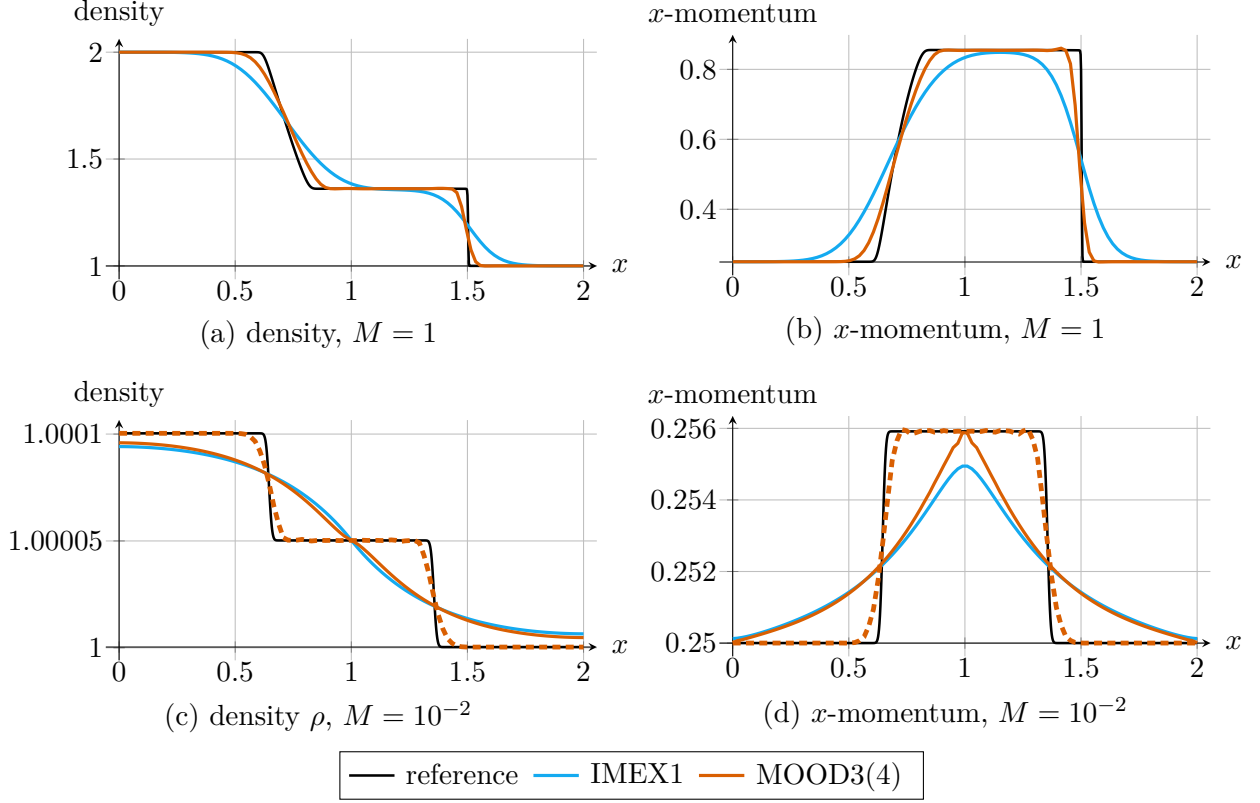 density
2
1.5
1
0 0.5 1 1.5 2
x
(a) density, M = 1
x-momentum
0.8
0.6
0.4
0 0.5 1 1.5 2
x
(b) x-momentum, M = 1
density
1.0001
1.00005
1
0 0.5 1 1.5 2
x
(c) density ρ, M = 10⁻²
x-momentum
0.256
0.254
0.252
0.25
0 0.5 1 1.5 2
x
(d) x-momentum, M = 10⁻²
reference IMEX1 MOOD3(4)